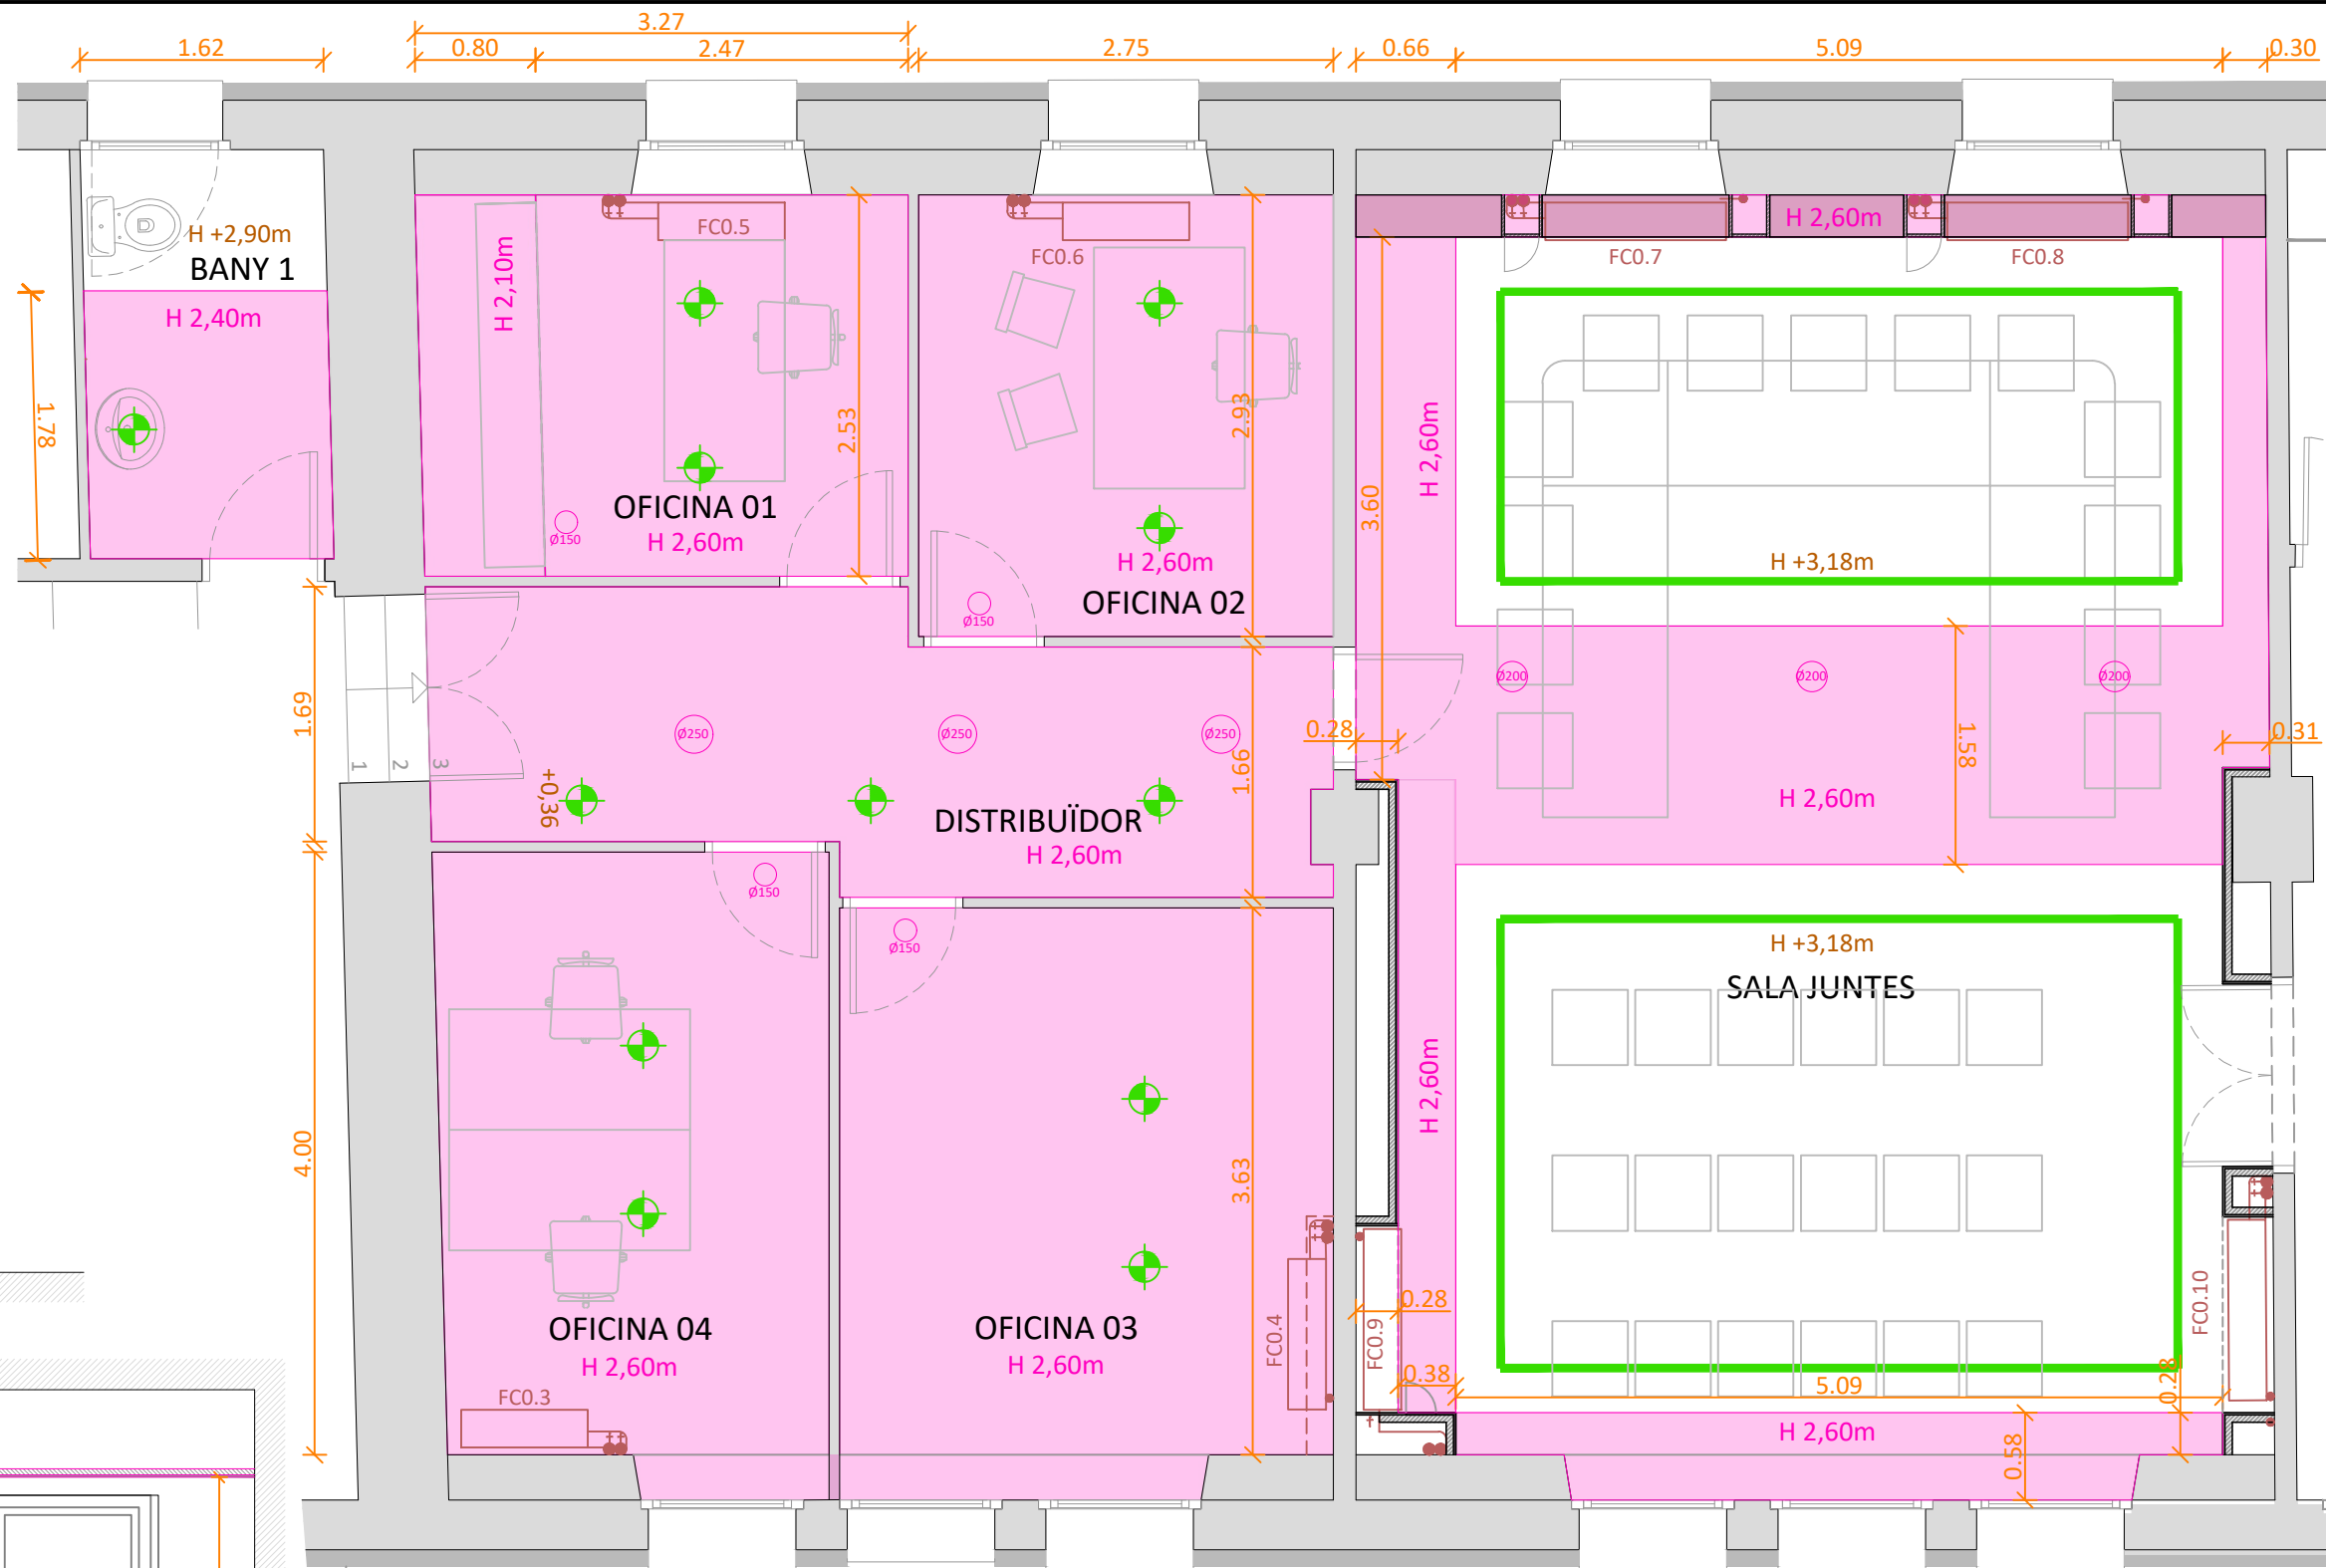 3.27
1.62
0.80
2.47
2.75
0.66
5.09
0.30
FC0.5
FC0.6
FC0.7
H 2,60m
FC0.8
H +2,90m
BANY 1
H 2,10m
H 2,40m
1.78
2.53
2.93
H 2,60m
3.60
OFICINA 01
H 2,60m
Ø150
H 2,60m
OFICINA 02
Ø150
H +3,18m
Ø200
Ø200
Ø200
1.69
Ø250
Ø250
Ø250
0.28
0.31
1.58
1.66
1
2
3
+0,36
DISTRIBUÏDOR
H 2,60m
H 2,60m
Ø150
Ø150
H +3,18m
SALA JUNTES
H 2,60m
4.00
3.63
OFICINA 04
H 2,60m
OFICINA 03
H 2,60m
FC0.4
FC0.9
0.28
FC0.10
0.38
5.09
0.28
FC0.3
H 2,60m
0.58